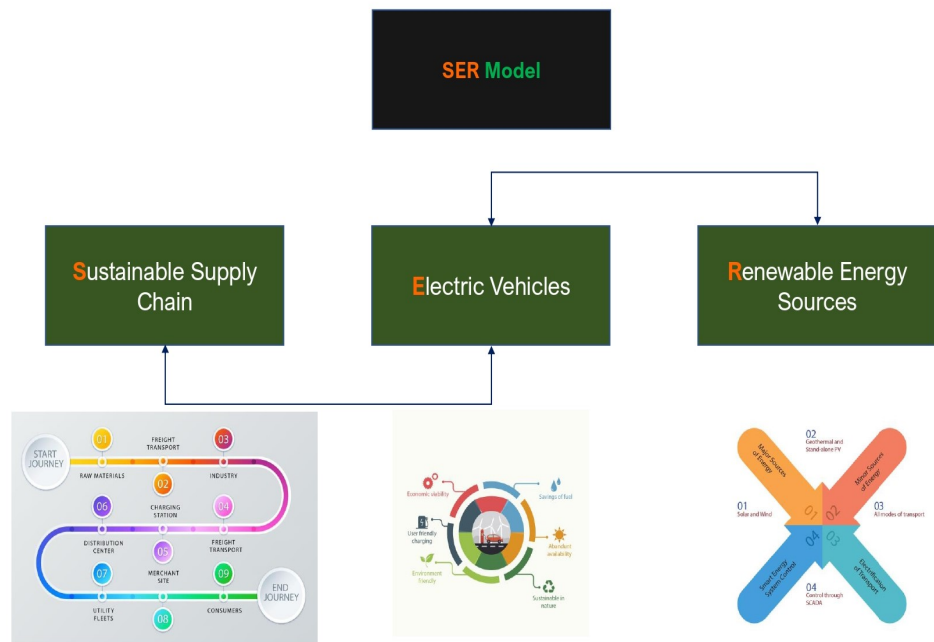 SER Model
Sustainable Supply
Chain
Electric Vehicles
Renewable Energy
Sources
START
JOURNEY
01
RAW MATERIALS
FREIGHT
TRANSPORT
02
03
INDUSTRY
06
DISTRIBUTION
CENTER
CHARGING
STATION
05
04
FREIGHT
TRANSPORT
07
UTILITY
FLEETS
MERCHANT
SITE
08
09
CONSUMERS
END
JOURNEY
Economic viability
Savings of fuel
User friendly
charging
Abundant
availability
Environment
friendly
Sustainable in
nature
02
Geothermal and
Stand-alone PV
Major Sources
of Energy
01
Minor Sources
of Energy
02
01
Solar and Wind
03
All modes of transport
04
Smart Energy
System Control
03
Electrification
of Transport
04
Control through
SCADA